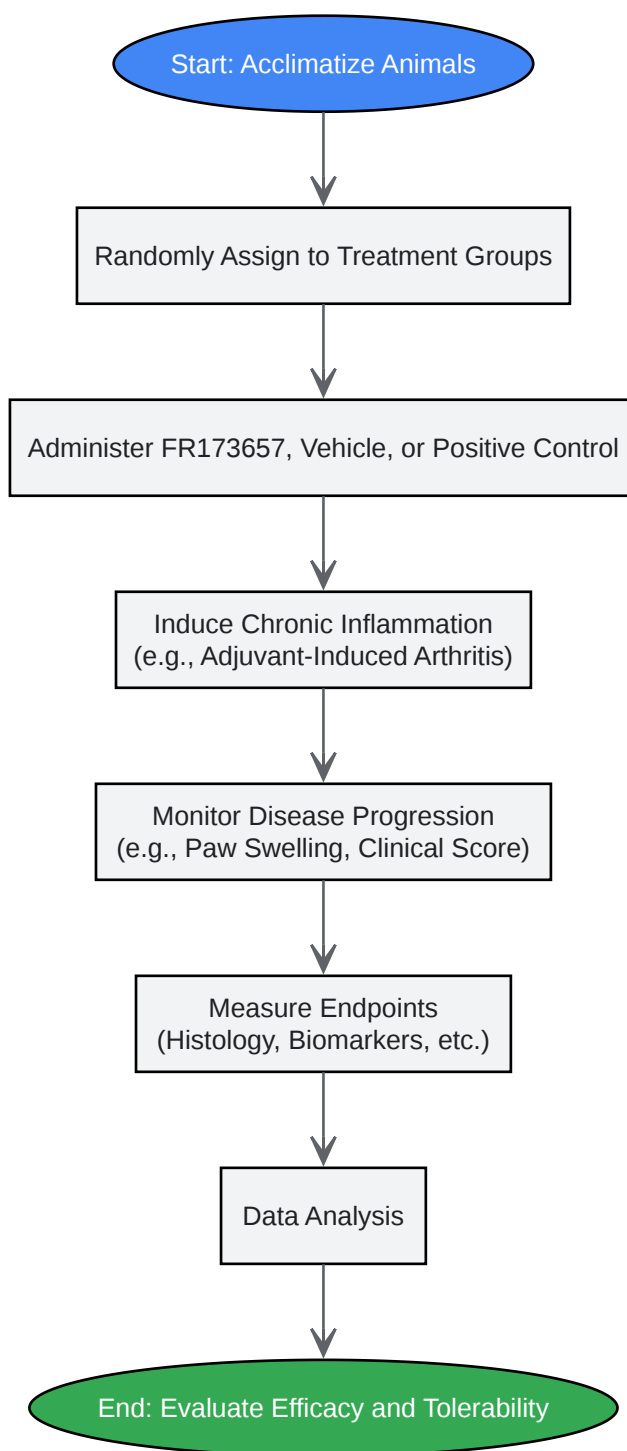 Start: Acclimatize Animals
Randomly Assign to Treatment Groups
Administer FR173657, Vehicle, or Positive Control
Induce Chronic Inflammation
(e.g., Adjuvant-Induced Arthritis)
Monitor Disease Progression
(e.g., Paw Swelling, Clinical Score)
Measure Endpoints
(Histology, Biomarkers, etc.)
Data Analysis
End: Evaluate Efficacy and Tolerability